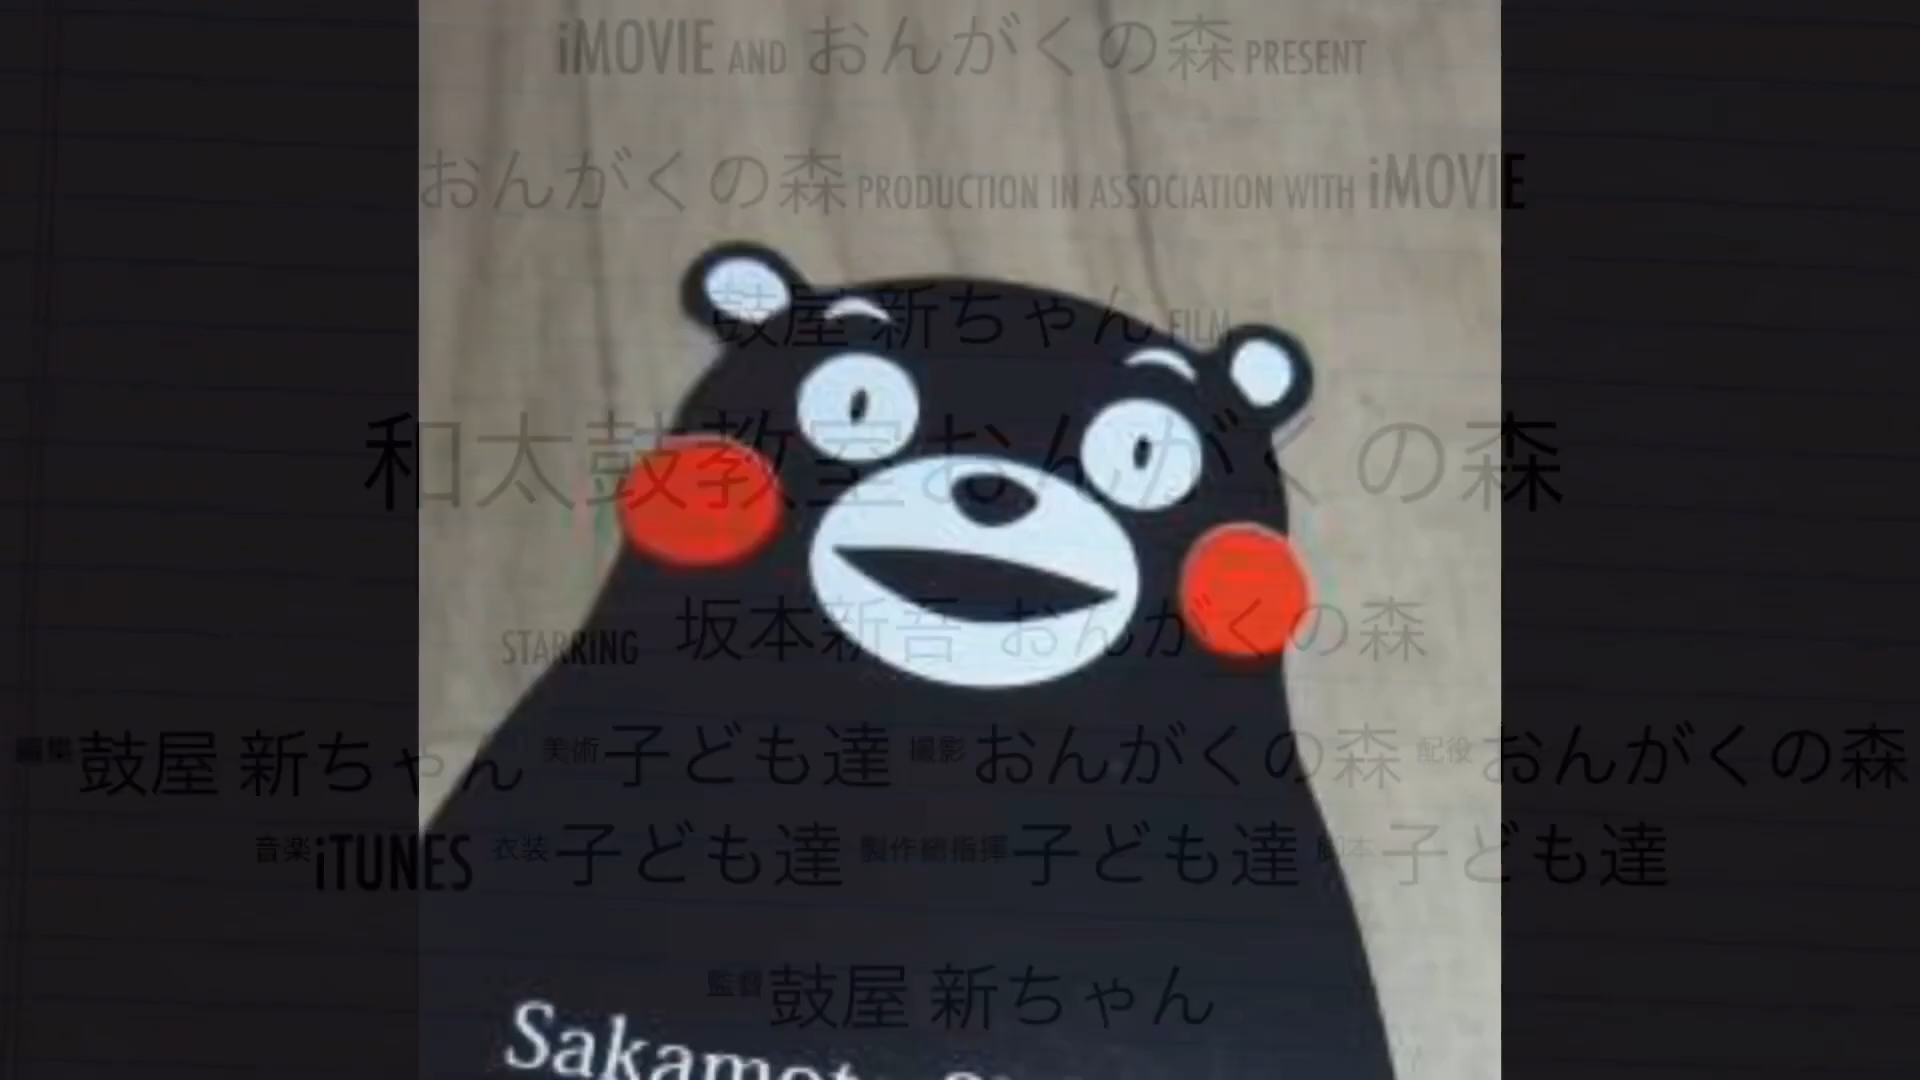 iMOVIE AND おんがくの森 PRESENT
おんがくの森 PRODUCTION IN ASSOCIATION WITH iMOVIE
鼓屋 新ちゃん FILM
和太鼓教室おんがくの森
STARRING 坂本新吾 おんがくの森
編集 鼓屋 新ちゃん 美術 子ども達 撮影 おんがくの森 配役 おんがくの森
音楽 iTUNES 衣装 子ども達 製作総指揮 子ども達 脚本 子ども達
監督 鼓屋 新ちゃん
Sakamoto